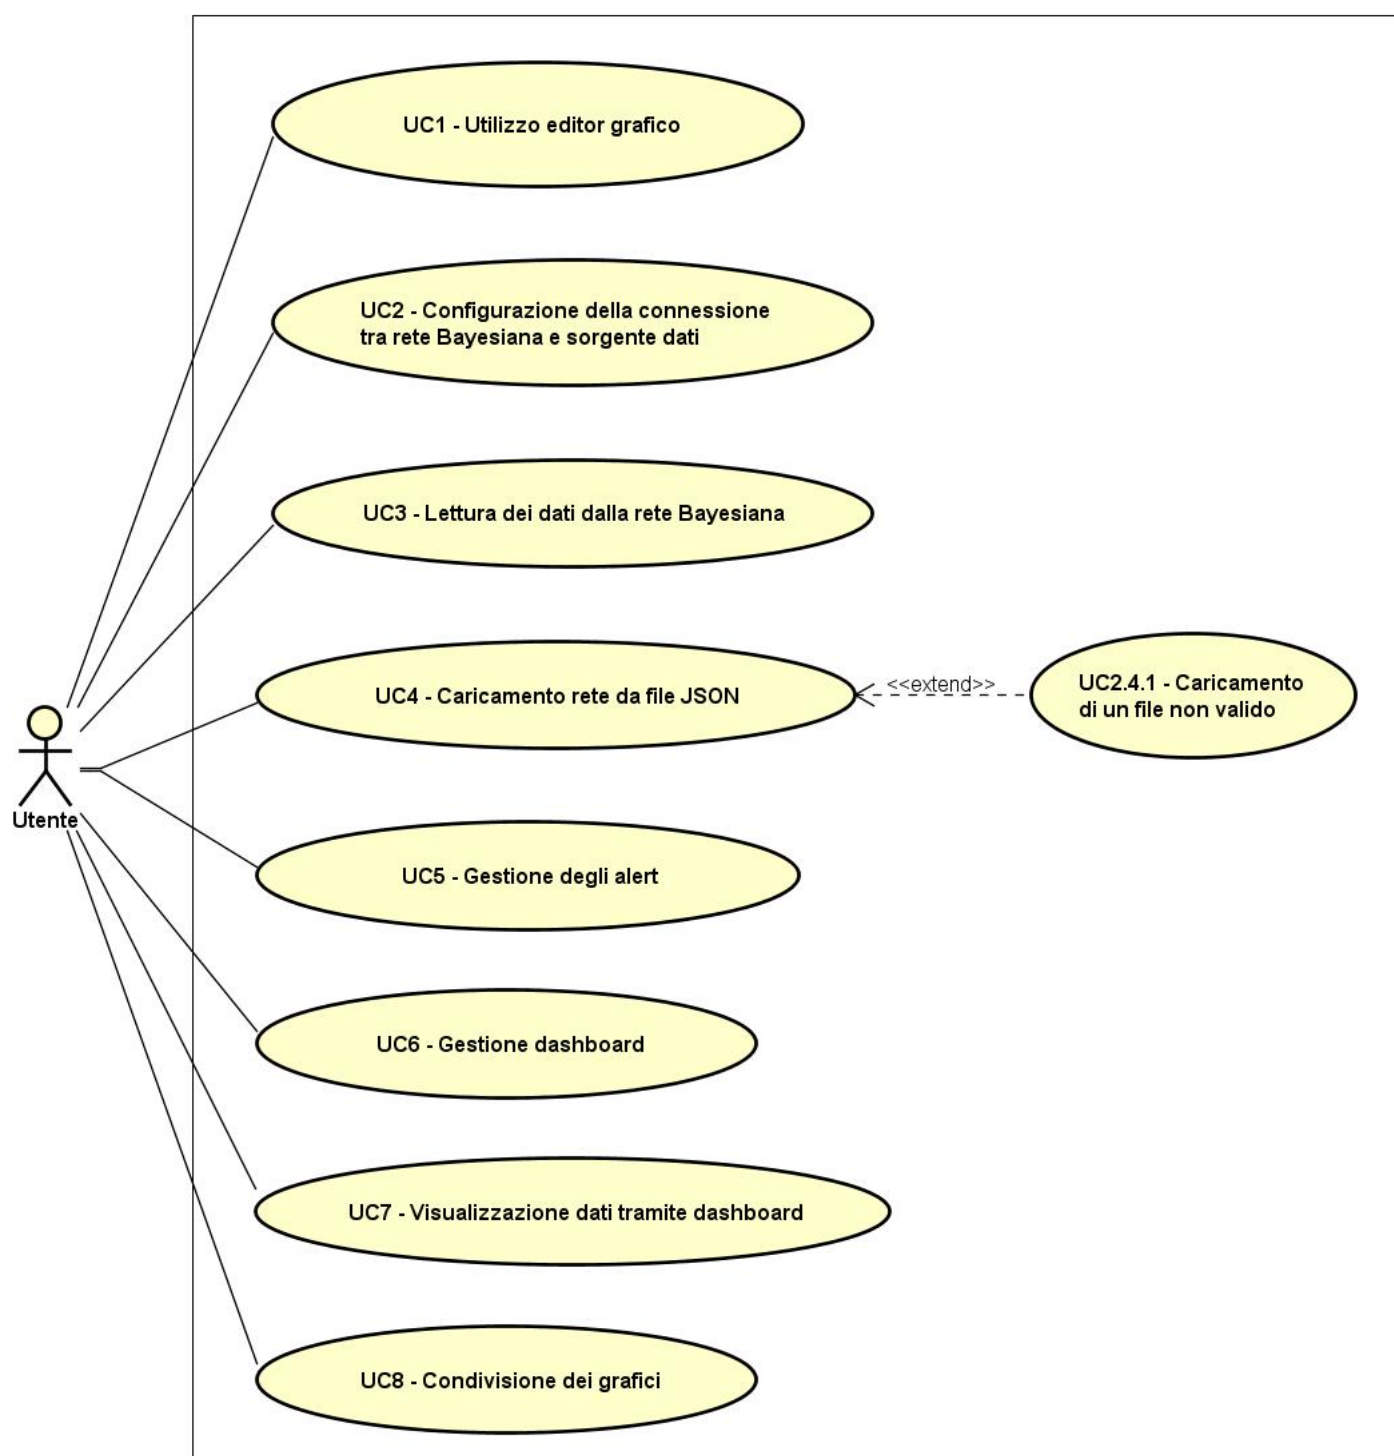 UC1 - Utilizzo editor grafico
UC2 - Configurazione della connessione
tra rete Bayesiana e sorgente dati
UC3 - Lettura dei dati dalla rete Bayesiana
UC4 - Caricamento rete da file JSON
<<extend>>
UC2.4.1 - Caricamento
di un file non valido
Utente
UC5 - Gestione degli alert
UC6 - Gestione dashboard
UC7 - Visualizzazione dati tramite dashboard
UC8 - Condivisione dei grafici